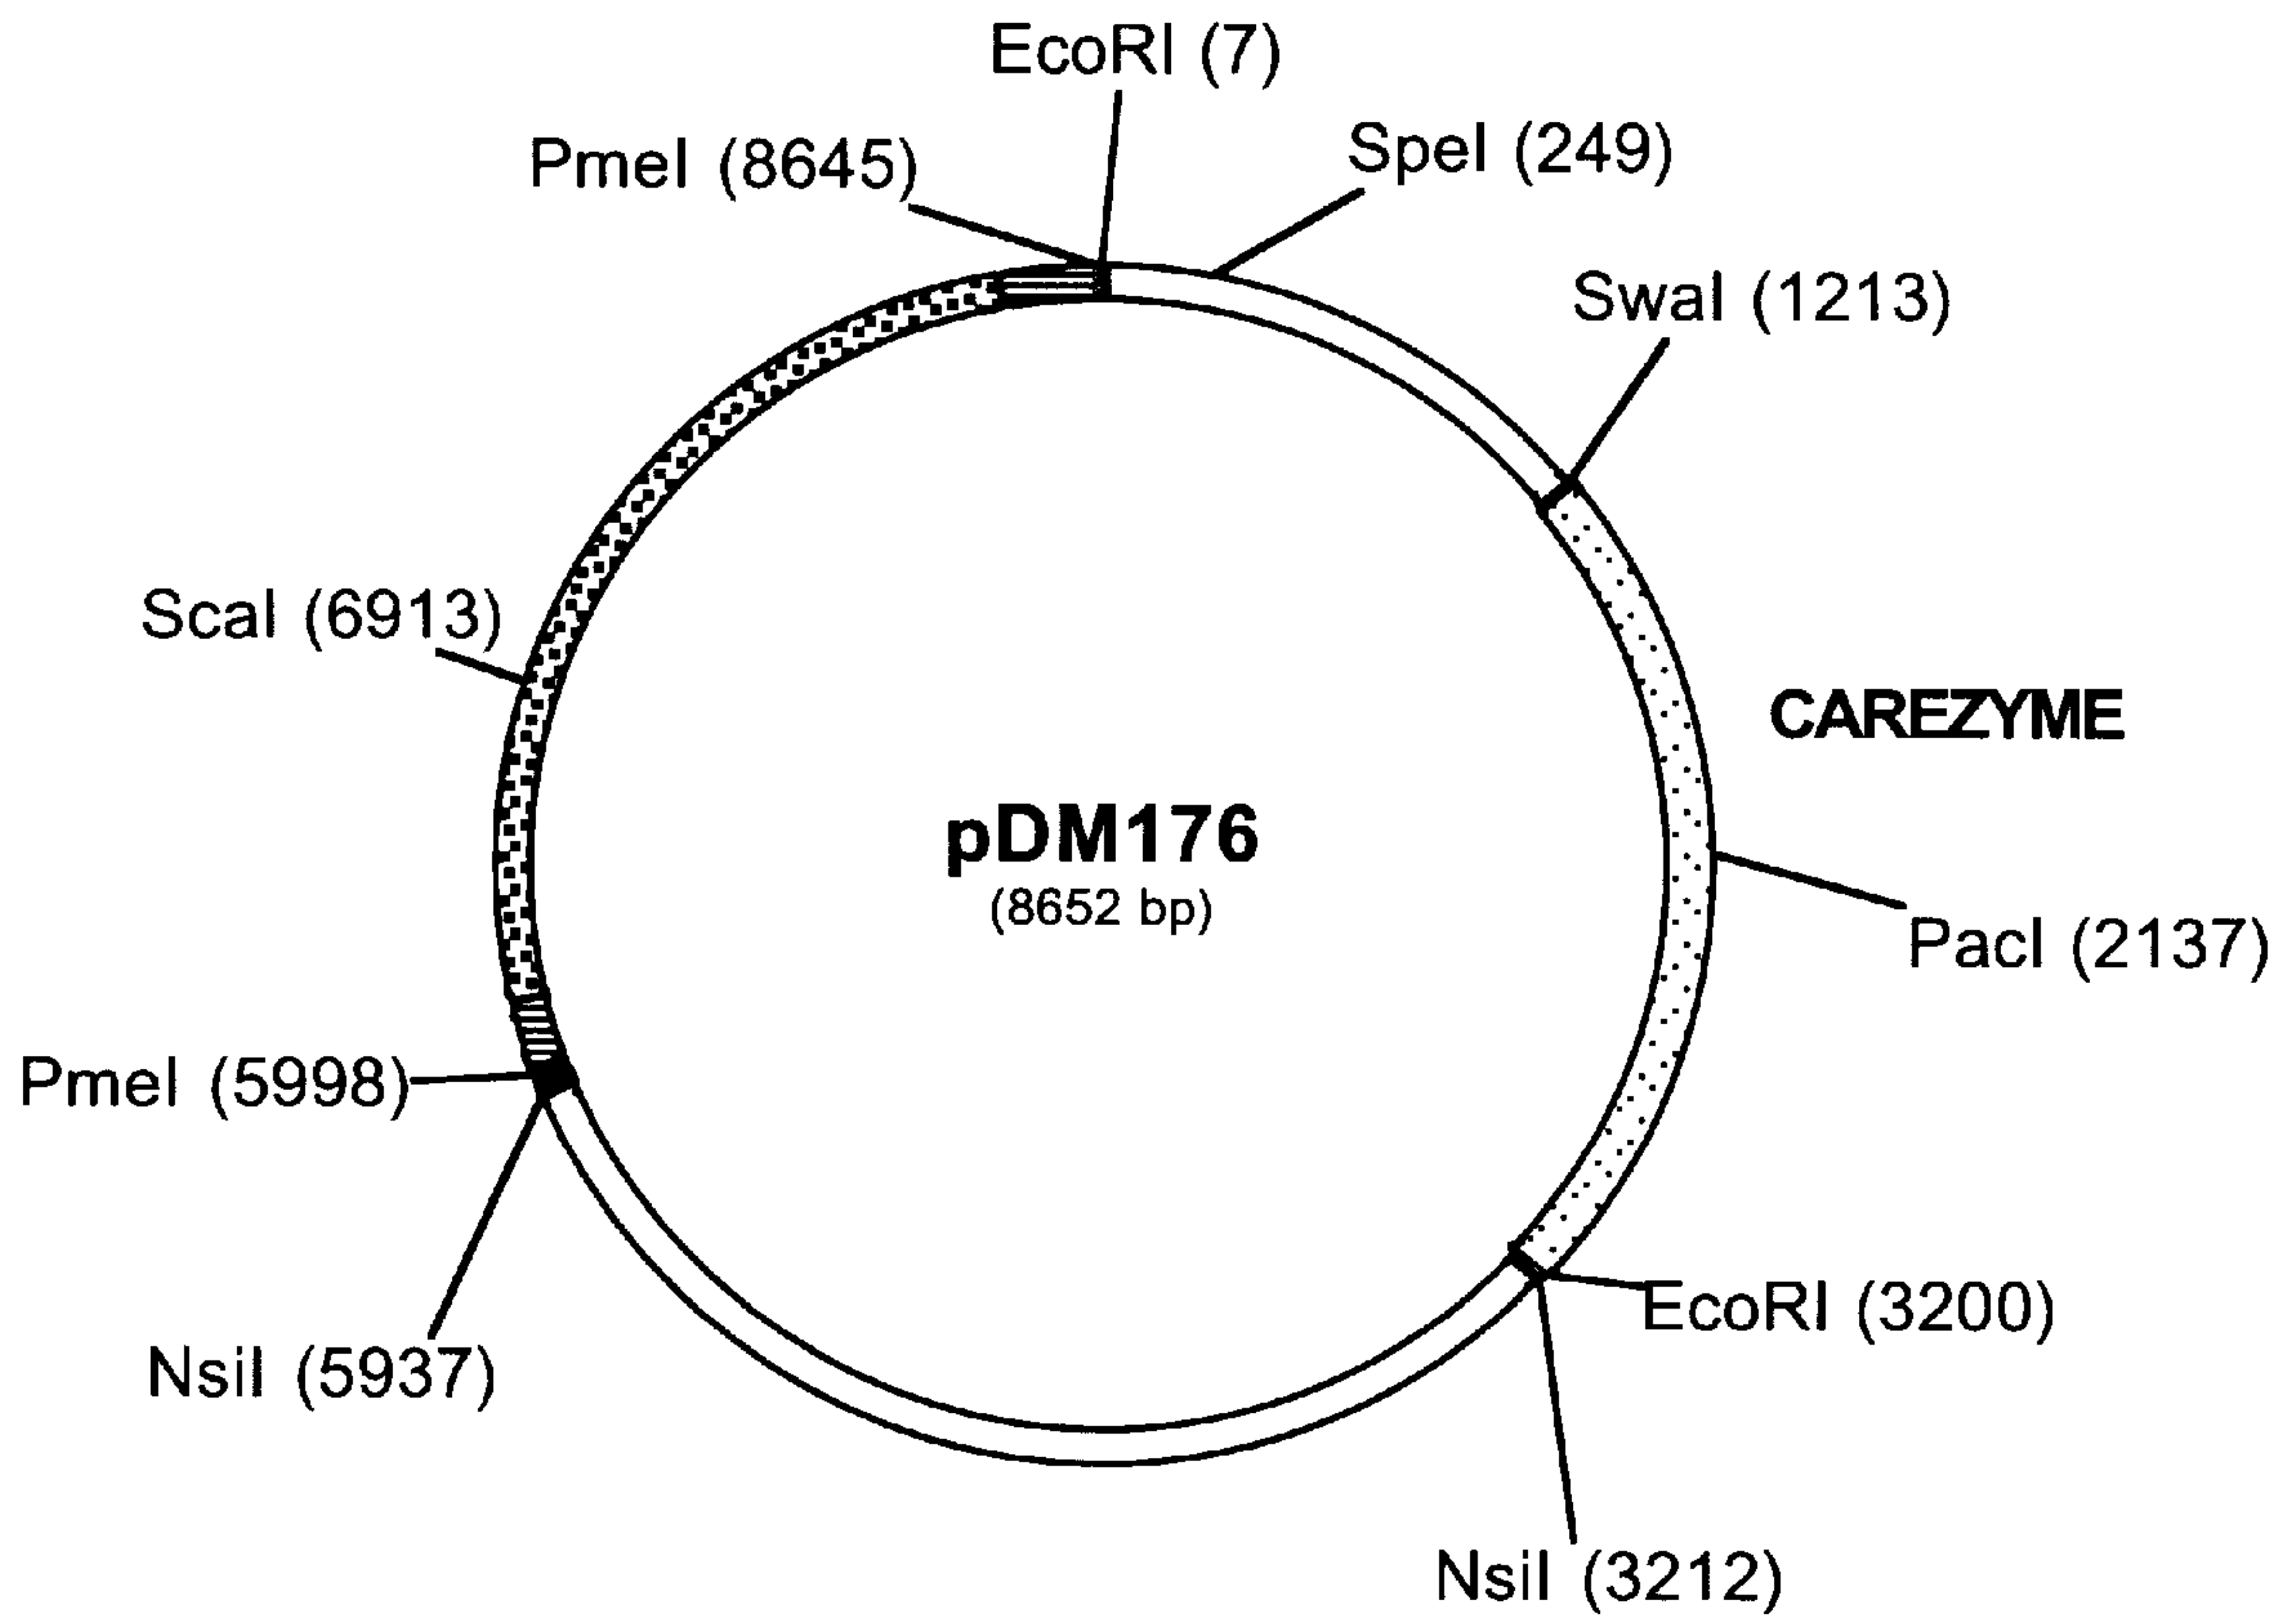 EcoRI (7)
PmeI (8645)
SpeI (249)
SwaI (1213)
ScaI (6913)
CAREZYME
pDM176
(8652 bp)
PacI (2137)
PmeI (5998)
EcoRI (3200)
NsiI (5937)
NsiI (3212)